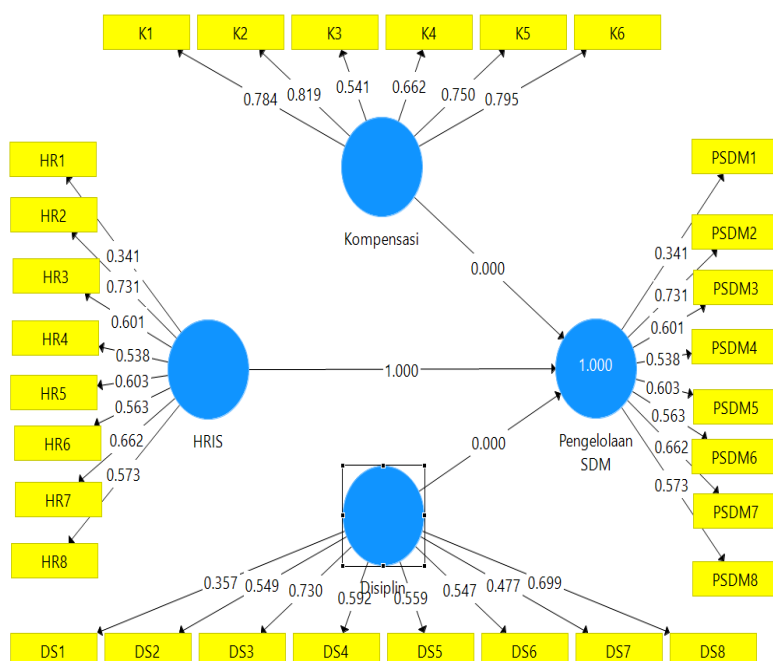 K1 K2 K3 K4 K5 K6
0.784 0.819 0.541 0.662 0.750 0.795
Kompensasi
HR1
HR2
HR3
HR4
HR5
HR6
HR7
HR8
0.341
0.731
0.601
0.538
0.603
0.563
0.662
0.573
HRIS
0.000
1.000
0.000
1.000
Pengelolaan
SDM
0.341
0.731
0.601
0.538
0.603
0.563
0.662
0.573
PSDM1
PSDM2
PSDM3
PSDM4
PSDM5
PSDM6
PSDM7
PSDM8
Disiplin
0.357 0.549 0.730 0.592 0.559 0.547 0.477 0.699
DS1 DS2 DS3 DS4 DS5 DS6 DS7 DS8